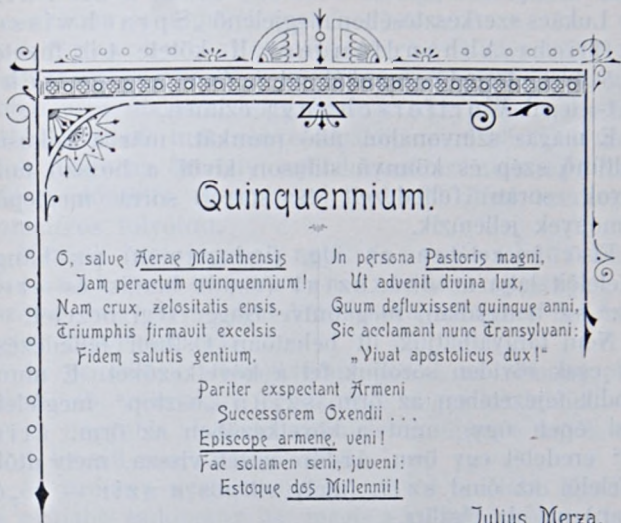 Quinquennium.
O, salve Aerae Mailathensis
Jam peractum quinquennium!
Nam crux, zelositatis ensis,
Triumphis firmavit excelsis
Fidem salutis gentium.
In persona Pastoris magni,
Ut advenit divina lux,
Quum defluxissent quinque anni,
Sic acclamant nunc Transylvani:
„Vivat apostolicus dux!"
Pariter exspectant Armeni
Successorem Oxendii . .
Episcope armene, veni!
Fac solamen seni, juveni:
Estoque dos Millennii!
Julius Merza